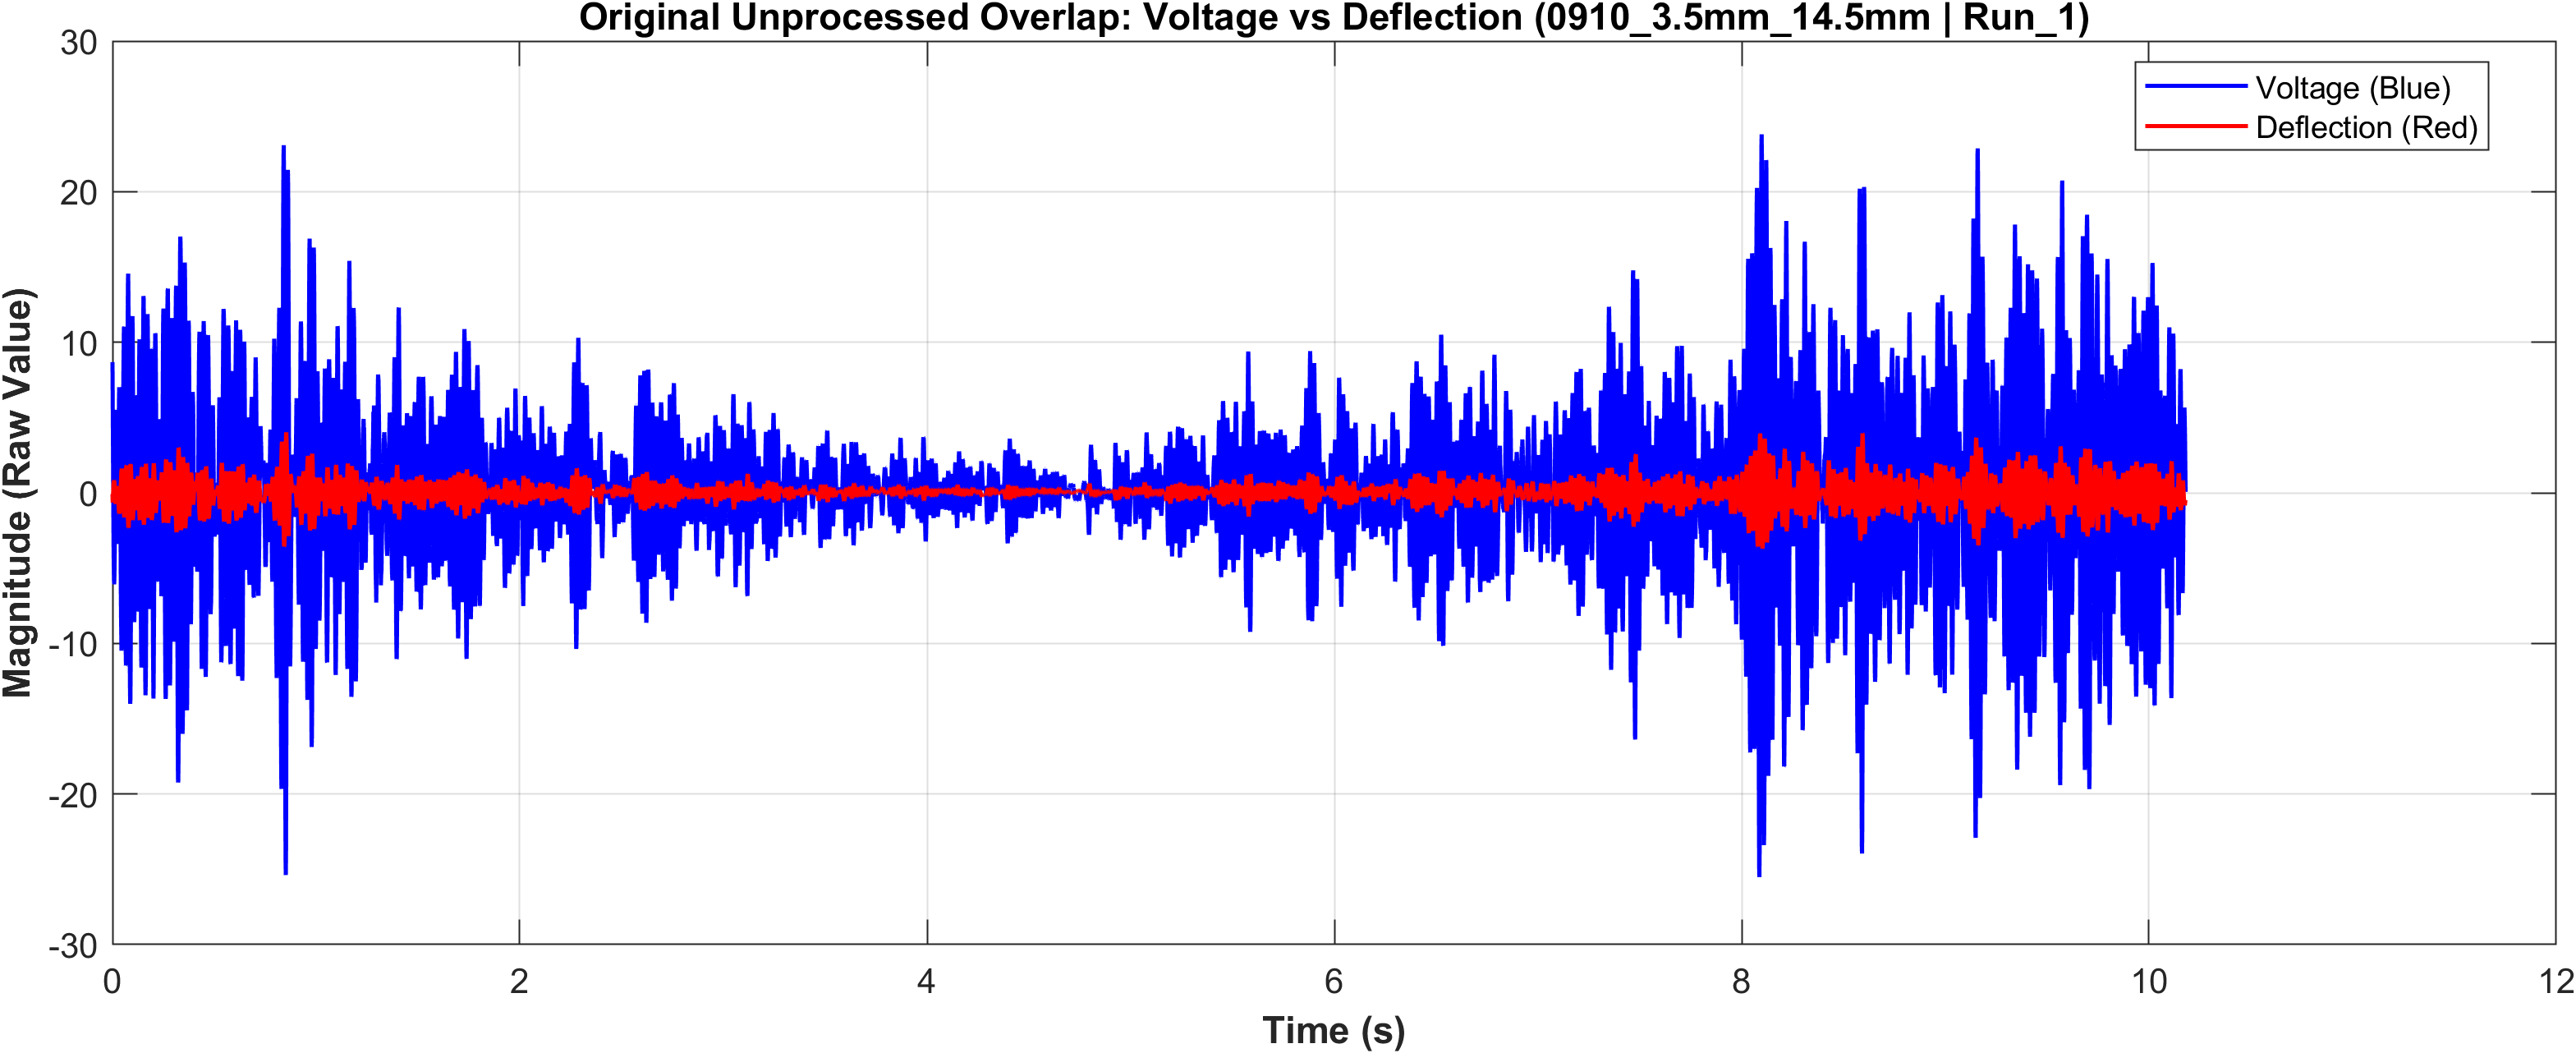 Original Unprocessed Overlap: Voltage vs Deflection (0910_3.5mm_14.5mm | Run_1)
Voltage (Blue)
Deflection (Red)
Magnitude (Raw Value)
30
20
10
0
-10
-20
-30
0 2 4 6 8 10 12
Time (s)